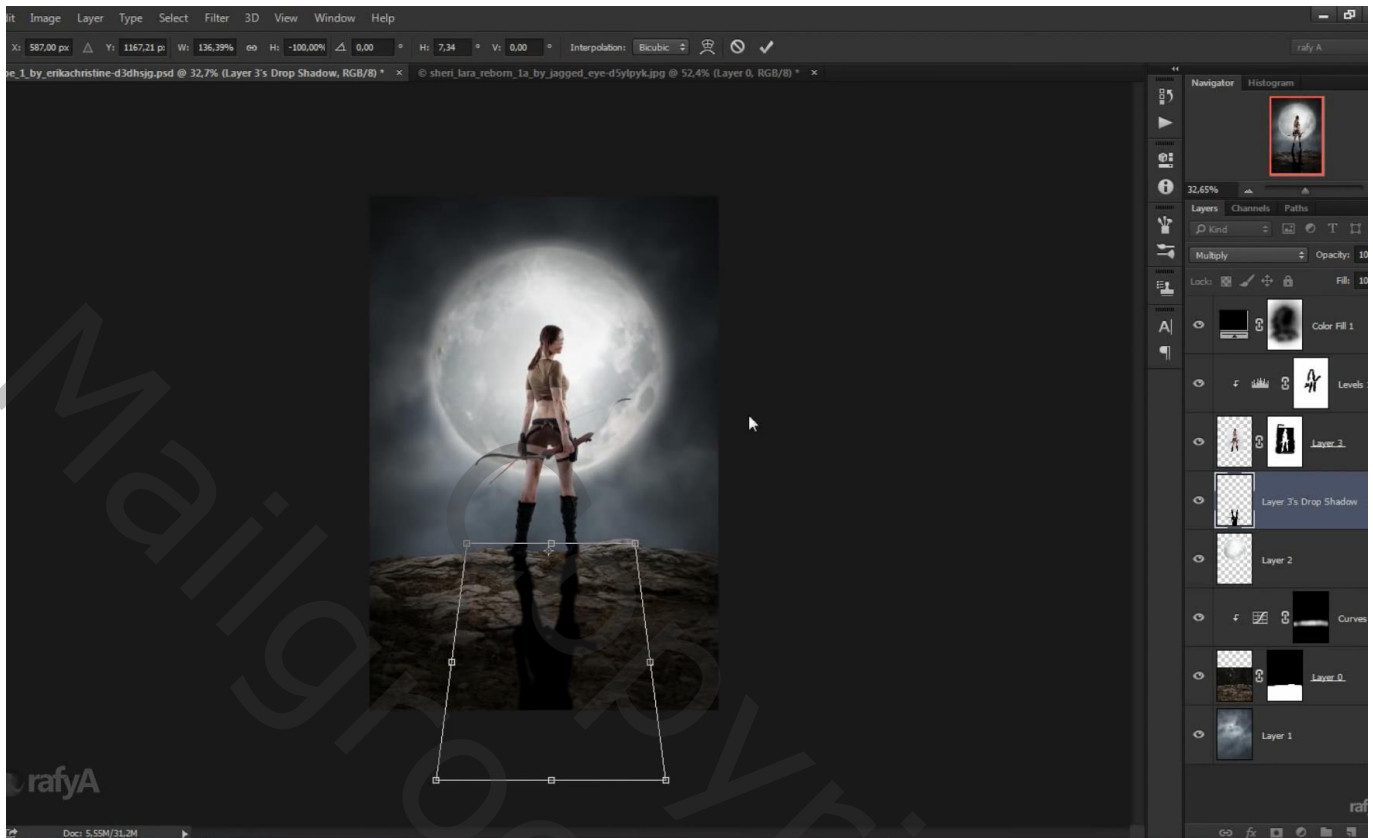 Image Layer Type Select Filter 3D View Window Help
X: 587,00 px Y: 1167,21 p: W: 136,39% H: -100,00% 0,00 ° H: 7,34 ° V: 0,00 ° Interpolation: Bicubic rafy A
be_1_by_erikachristine-d3dhsjg.psd @ 32,7% (Layer 3's Drop Shadow, RGB/8) * × © sheri_lara_reborn_1a_by_jagged_eye-d5ylpyk.jpg @ 52,4% (Layer 0, RGB/8) * ×
Navigator Histogram
32,65%
Layers Channels Paths
Kind
Multiply Opacity: 10
Lock: Fill: 10
Color Fill 1
Levels
Layer 3
Layer 3's Drop Shadow
Layer 2
Curves
Layer 0
Layer 1
rafyA
raf
Doc: 5,55M/31,2M